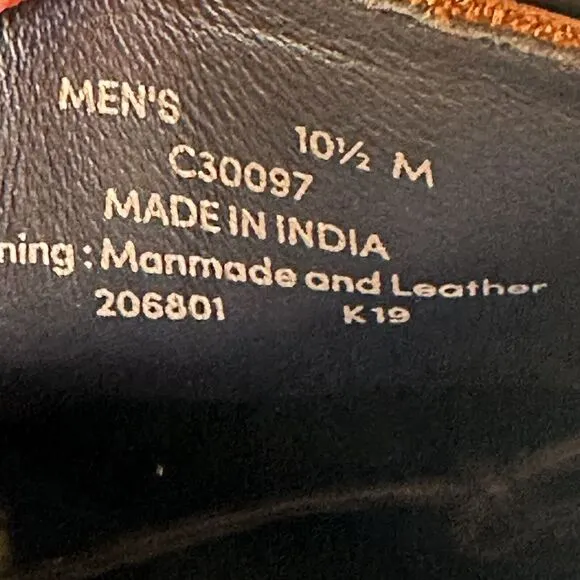 MEN'S 10½ M
C30097
MADE IN INDIA
ning: Manmade and Leather
206801 K19